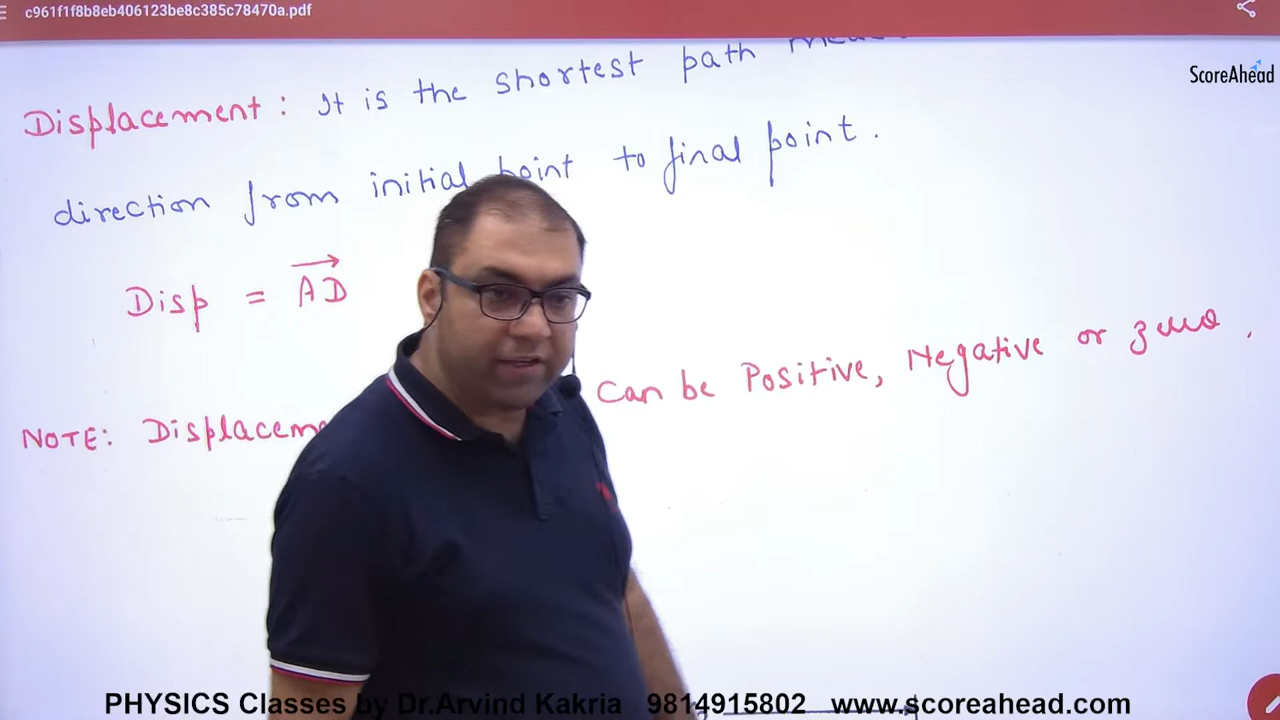 c961f1f8b8eb406123be8c385c78470a.pdf
ScoreAhead
Displacement: It is the shortest path
direction from initial point to final point.
Disp = AD
NOTE: Can be Positive, Negative or zero.
PHYSICS Classes by Dr.Arvind Kakria 9814915802 www.scoreahead.com